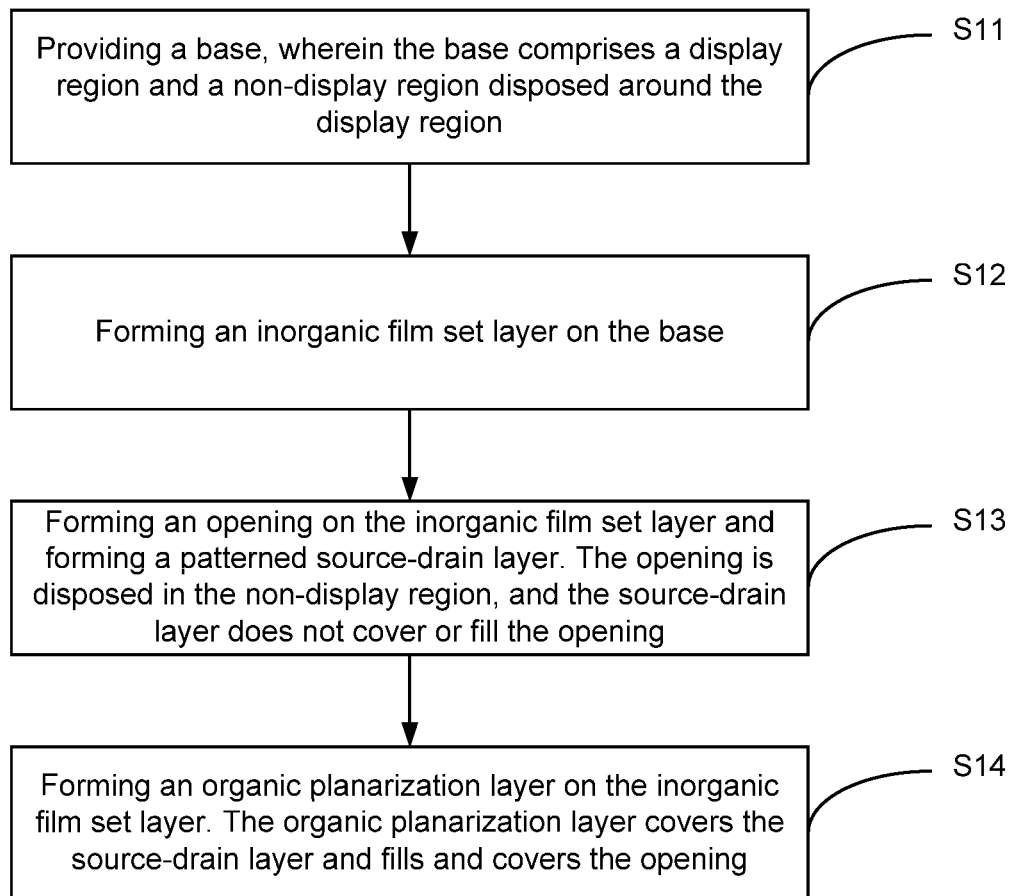 Providing a base, wherein the base comprises a display
region and a non-display region disposed around the
display region
S11
Forming an inorganic film set layer on the base
S12
Forming an opening on the inorganic film set layer and
forming a patterned source-drain layer. The opening is
disposed in the non-display region, and the source-drain
layer does not cover or fill the opening
S13
Forming an organic planarization layer on the inorganic
film set layer. The organic planarization layer covers the
source-drain layer and fills and covers the opening
S14